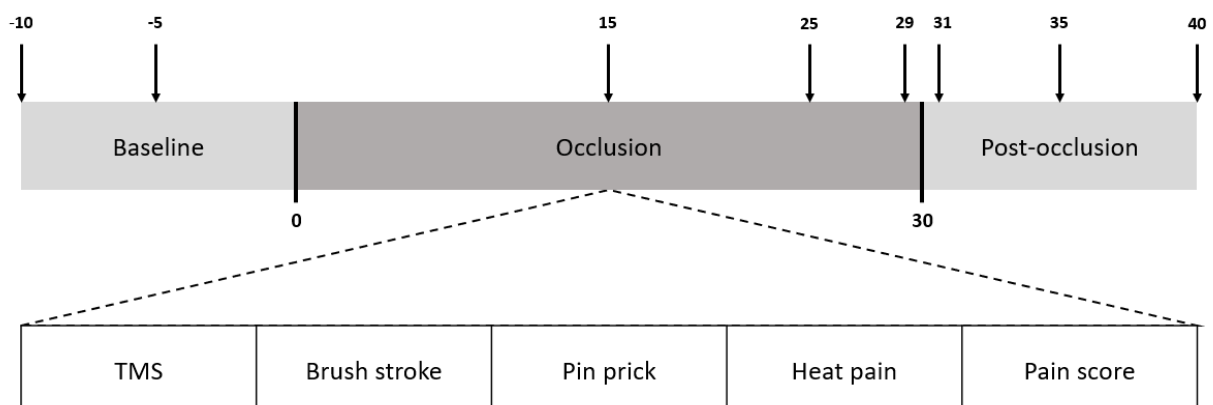 -10 -5 15 25 29 31 35 40
Baseline Occlusion Post-occlusion
0 30
TMS Brush stroke Pin prick Heat pain Pain score